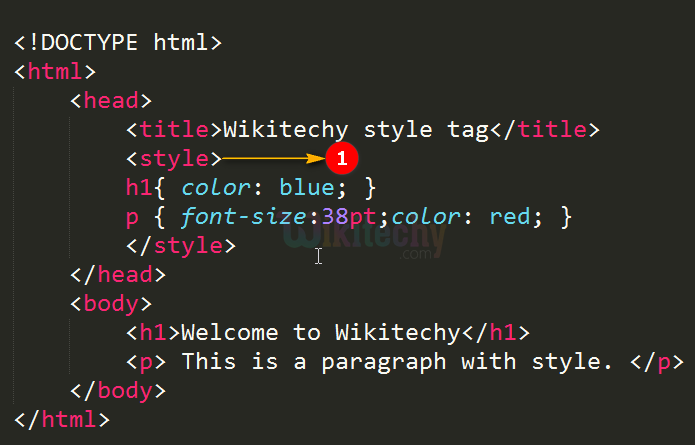 <!DOCTYPE html>
<html>
<head>
<title>Wikitechy style tag</title>
<style> 1
h1{ color: blue; }
p { font-size:38pt;color: red; }
Wikitechy
.com
</style>
</head>
<body>
<h1>Welcome to Wikitechy</h1>
<p> This is a paragraph with style. </p>
</body>
</html>